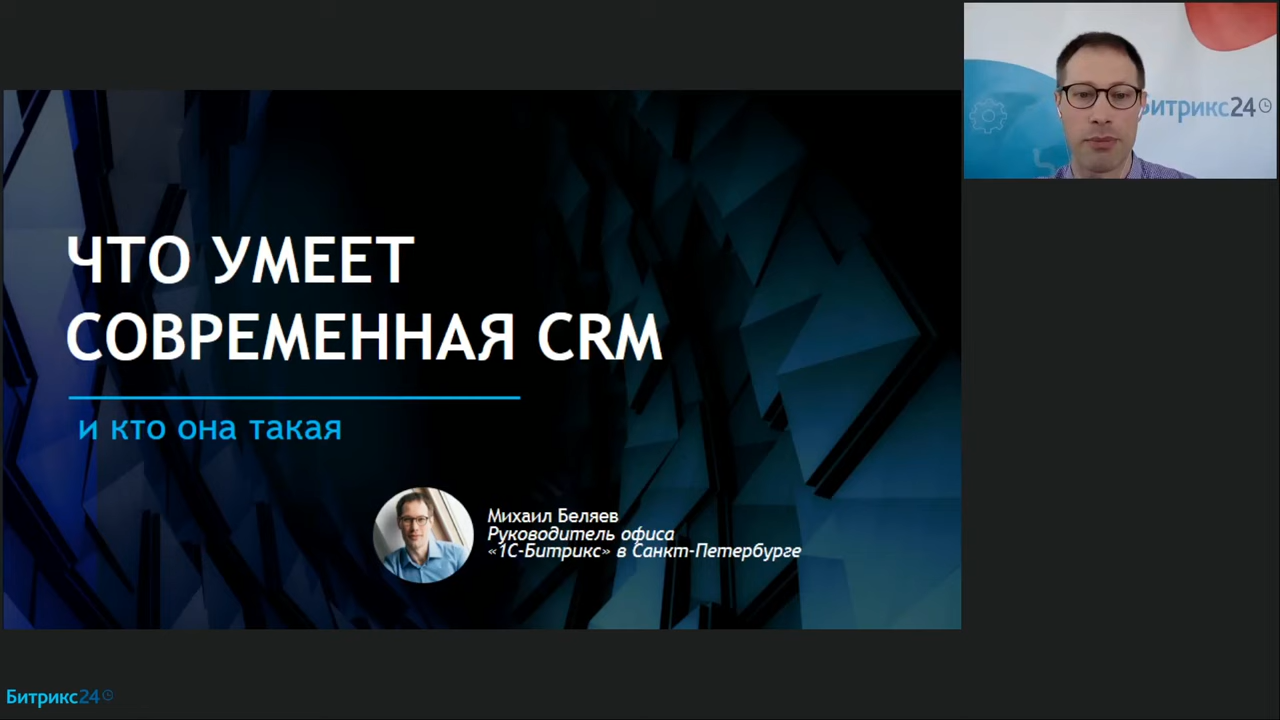 ЧТО УМЕЕТ
СОВРЕМЕННАЯ CRM
и кто она такая
Михаил Беляев
Руководитель офиса
«1С-Битрикс» в Санкт-Петербурге
Битрикс24
Битрикс24